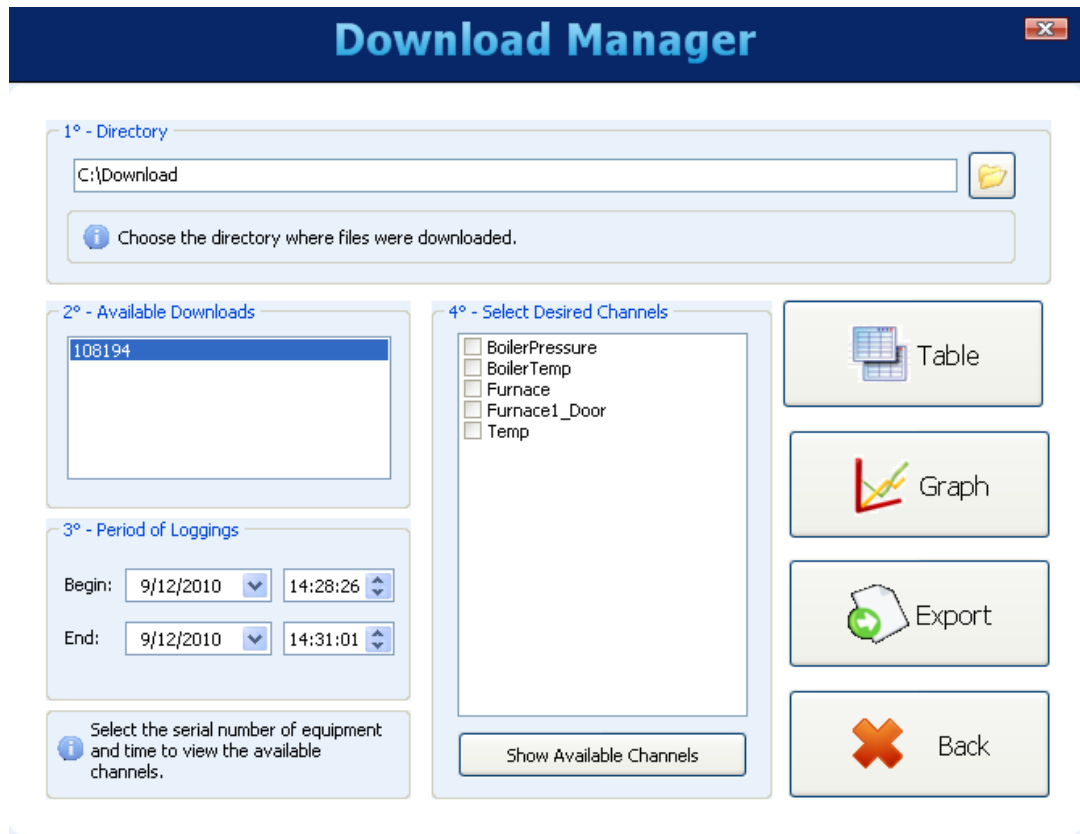 Download Manager
1° - Directory
C:\Download
Choose the directory where files were downloaded.
2° - Available Downloads
108194
3° - Period of Loggings
Begin: 9/12/2010 14:28:26
End: 9/12/2010 14:31:01
Select the serial number of equipment
and time to view the available
channels.
4° - Select Desired Channels
BoilerPressure
BoilerTemp
Furnace
Furnace1_Door
Temp
Show Available Channels
Table
Graph
Export
Back